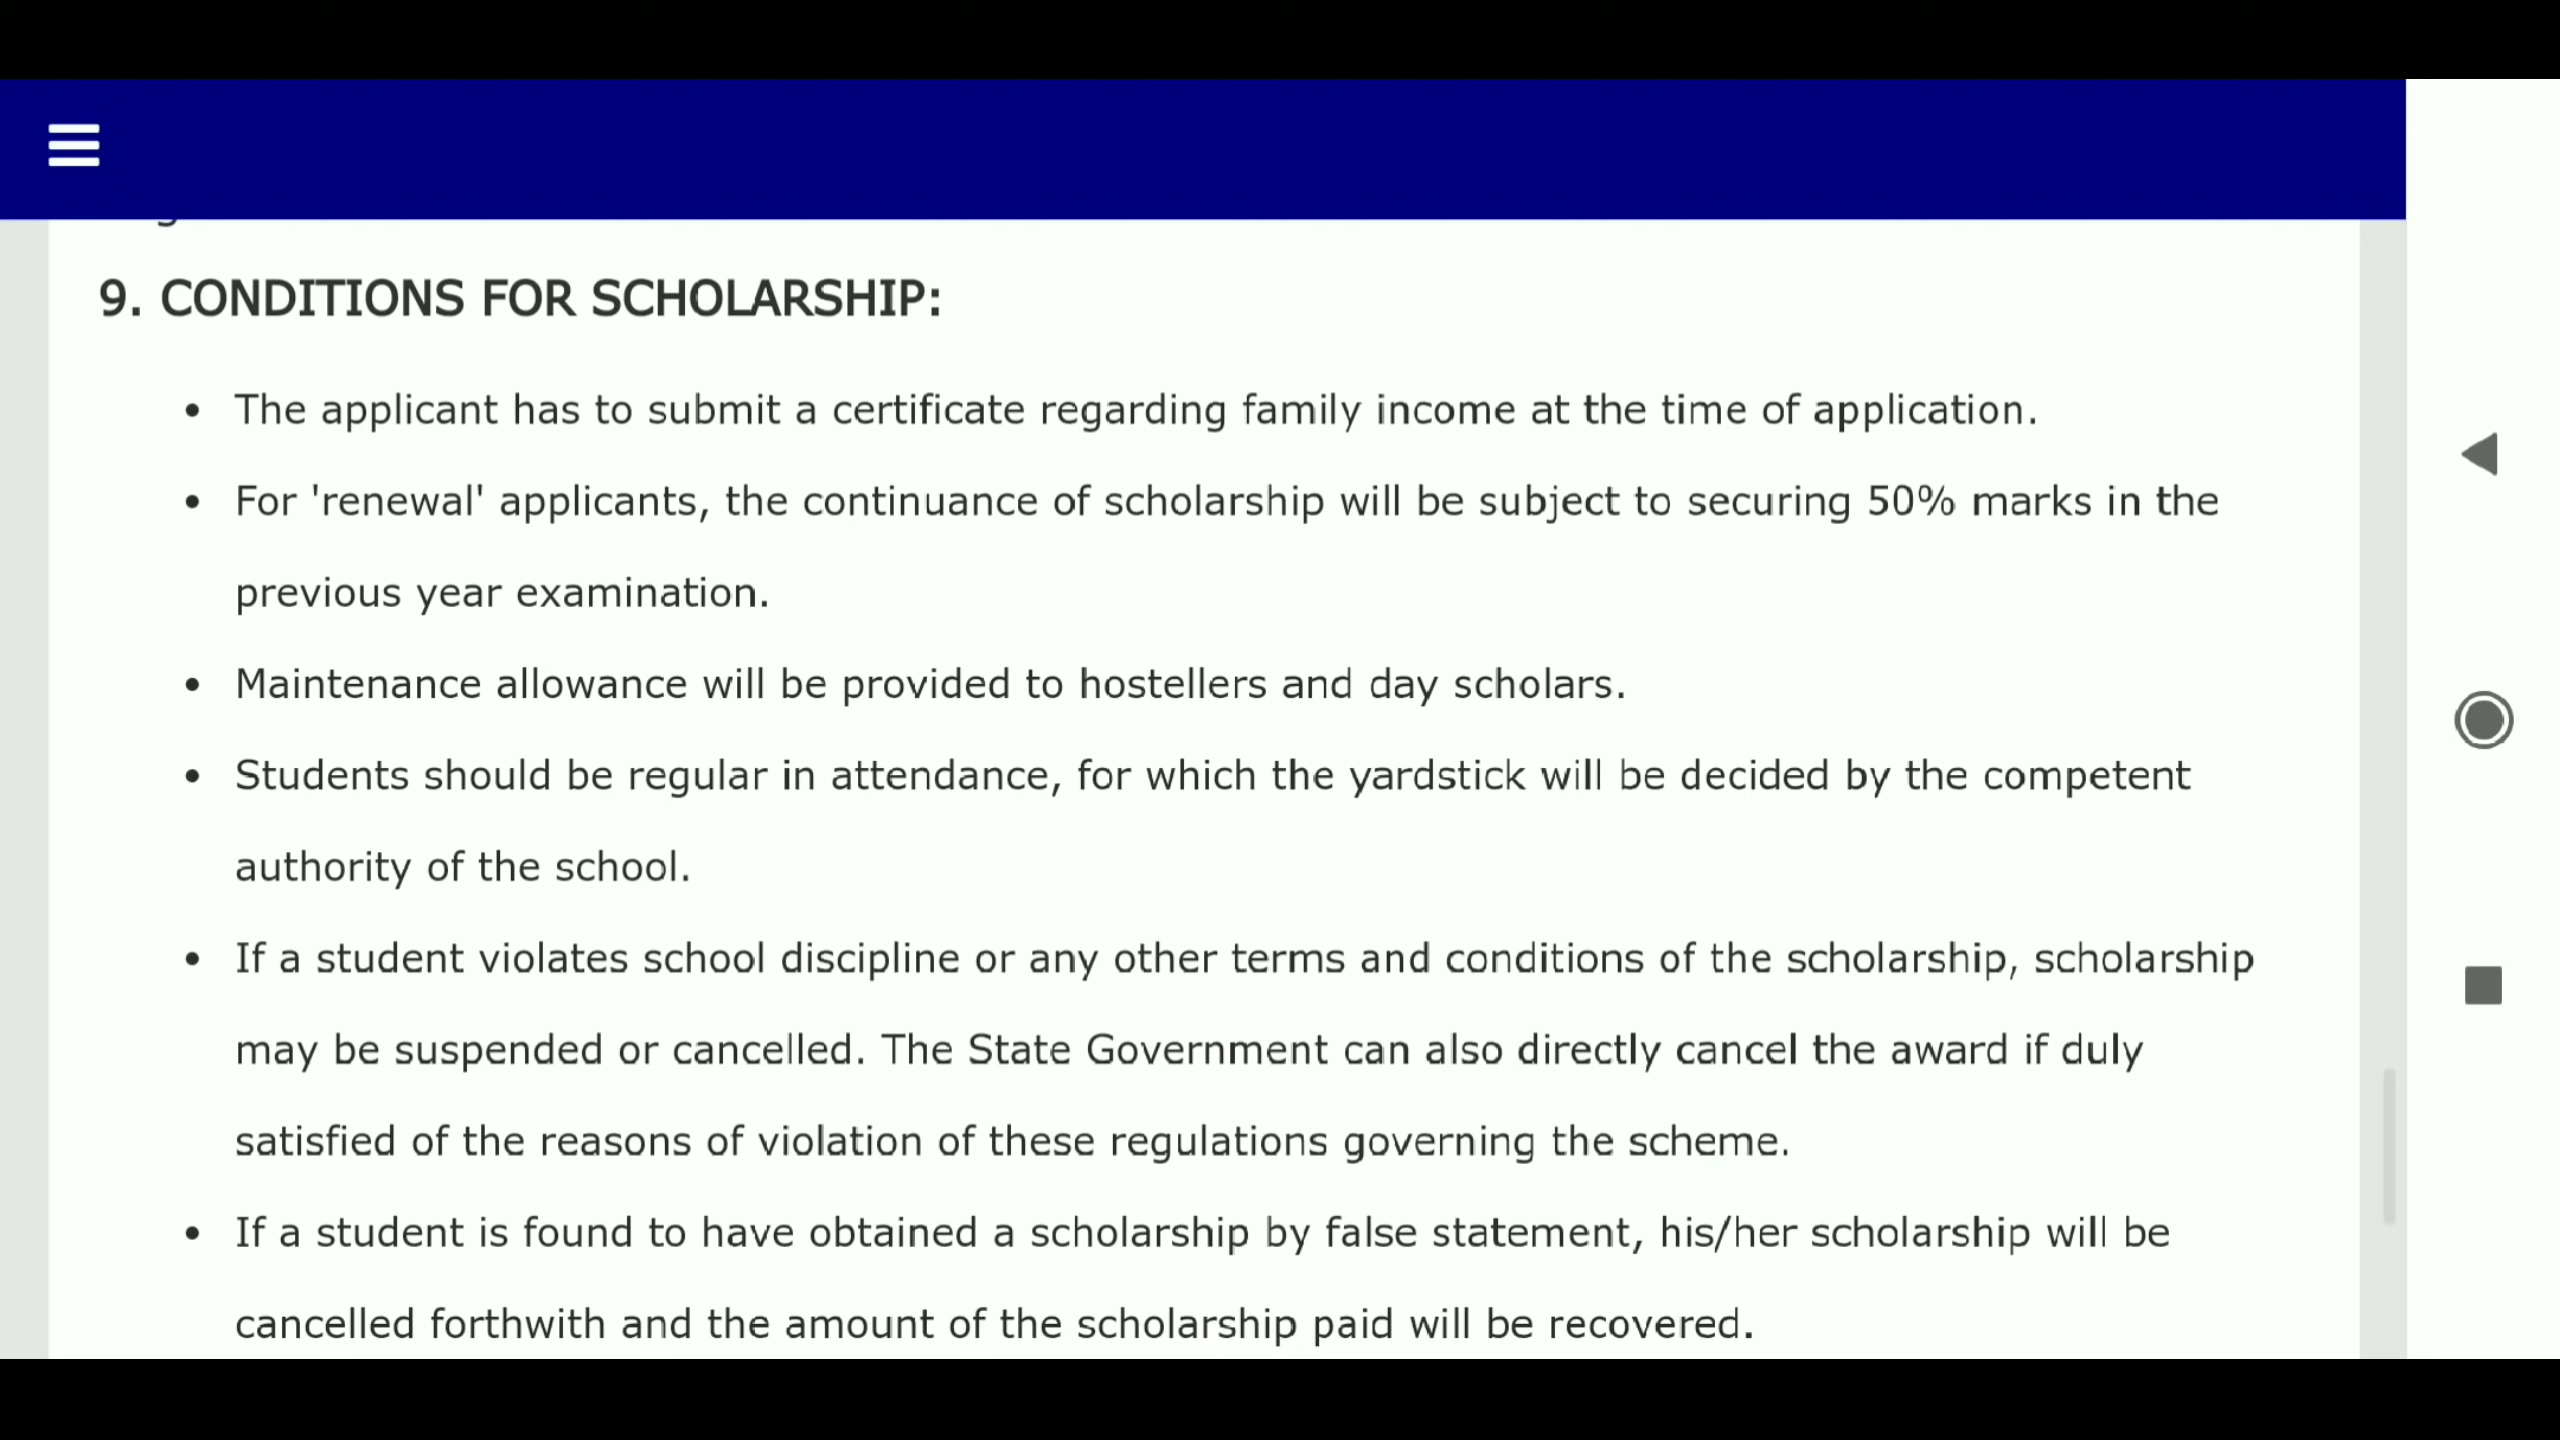 9. CONDITIONS FOR SCHOLARSHIP:
• The applicant has to submit a certificate regarding family income at the time of application.
• For 'renewal' applicants, the continuance of scholarship will be subject to securing 50% marks in the
previous year examination.
• Maintenance allowance will be provided to hostellers and day scholars.
• Students should be regular in attendance, for which the yardstick will be decided by the competent
authority of the school.
• If a student violates school discipline or any other terms and conditions of the scholarship, scholarship
may be suspended or cancelled. The State Government can also directly cancel the award if duly
satisfied of the reasons of violation of these regulations governing the scheme.
• If a student is found to have obtained a scholarship by false statement, his/her scholarship will be
cancelled forthwith and the amount of the scholarship paid will be recovered.